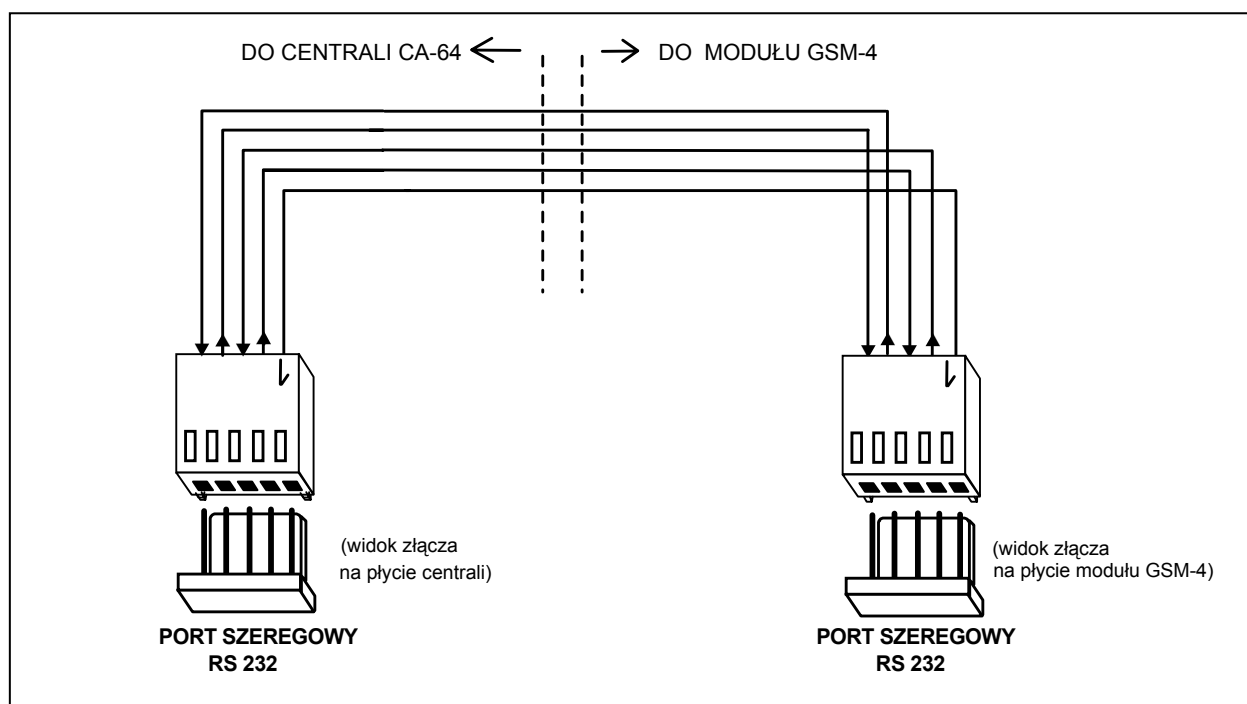 DO CENTRALI CA-64
DO MODUŁU GSM-4
(widok złącza
na płycie centrali)
(widok złącza
na płycie modułu GSM-4)
PORT SZEREGOWY
RS 232
PORT SZEREGOWY
RS 232